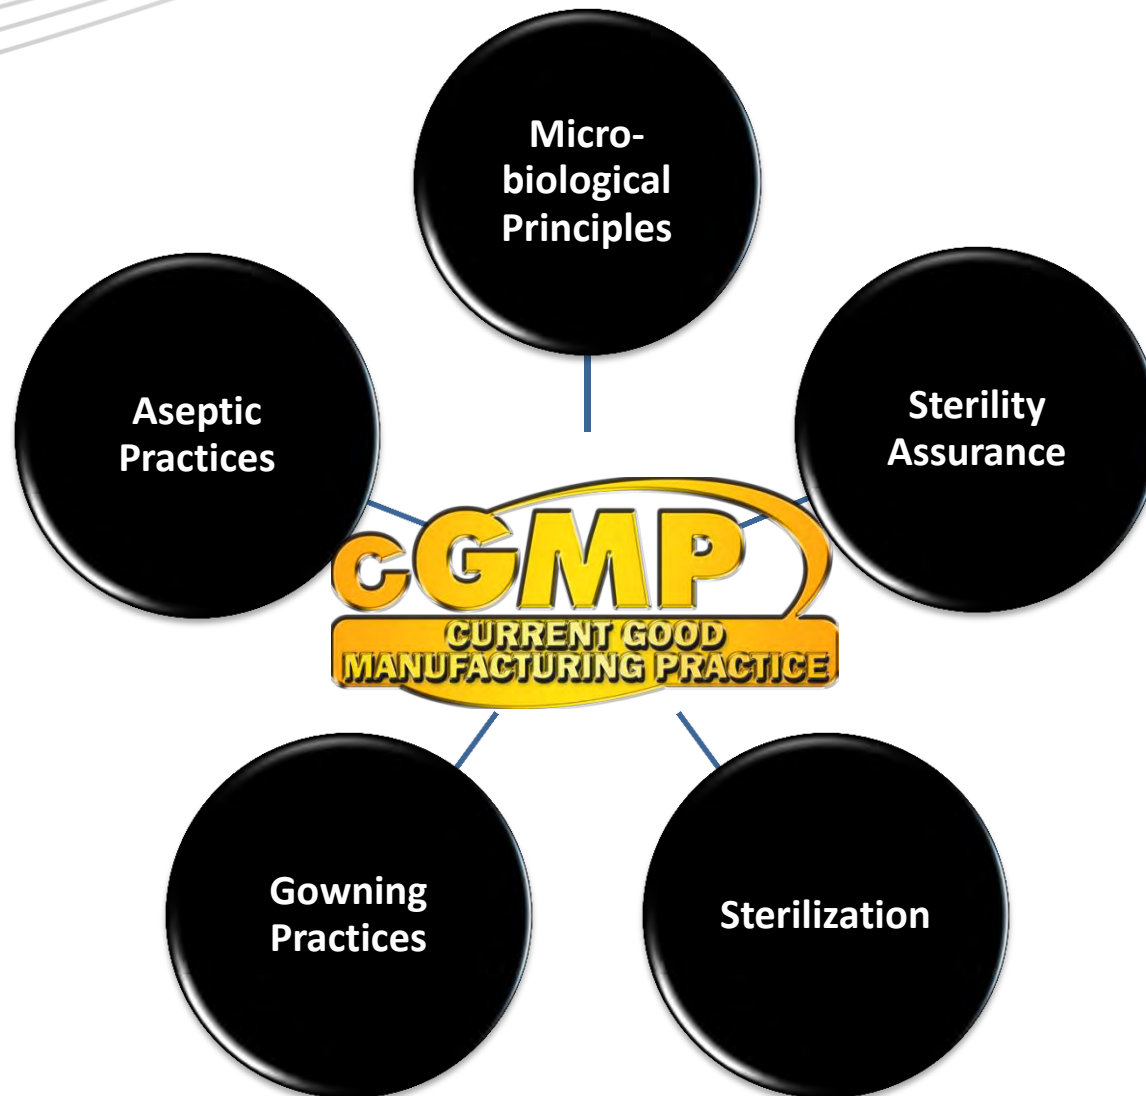 Micro-
biological
Principles
Aseptic
Practices
Sterility
Assurance
cGMP
CURRENT GOOD
MANUFACTURING PRACTICE
Gowning
Practices
Sterilization